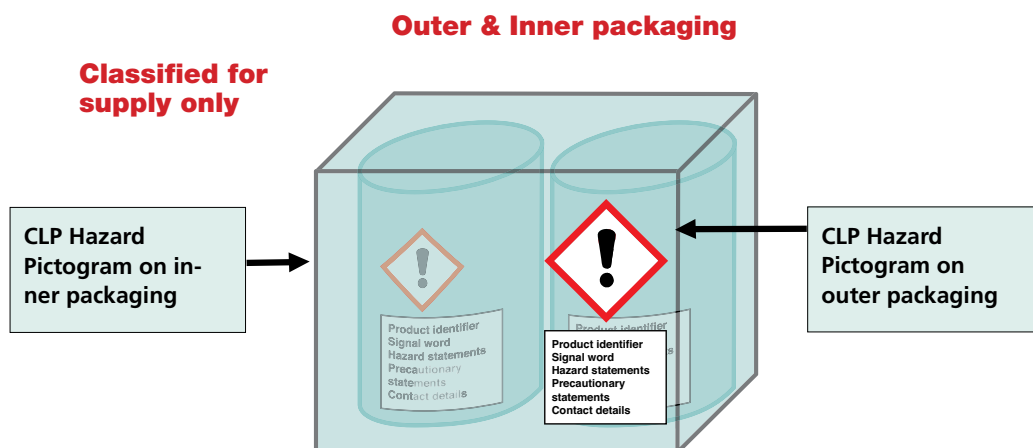 Outer & Inner packaging
Classified for
supply only
CLP Hazard
Pictogram on in-
ner packaging
Product identifier
Signal word
Hazard statements
Precautionary
statements
Contact details
Product identifier
Product identifier
Signal word
Hazard statements
Precautionary
statements
Contact details
CLP Hazard
Pictogram on
outer packaging